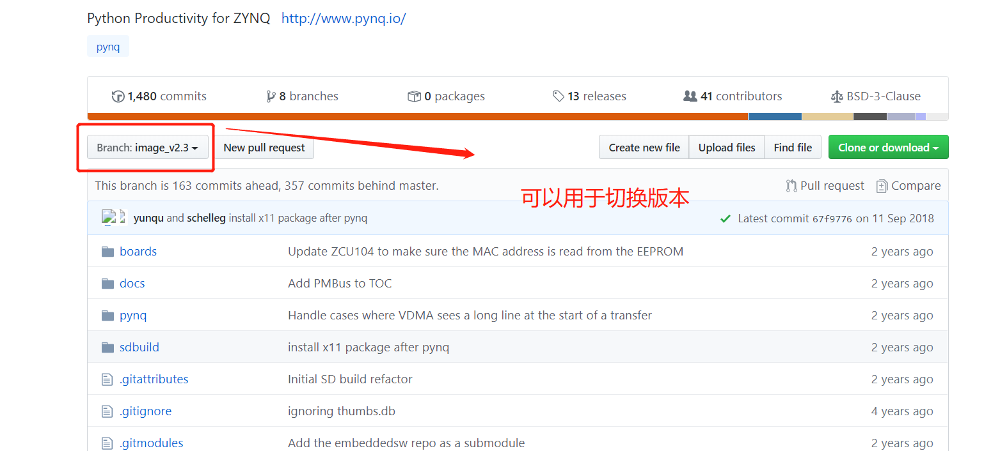 Python Productivity for ZYNQ http://www.pynq.io/
pynq
1,480 commits 8 branches 0 packages 13 releases 41 contributors BSD-3-Clause
Branch: image_v2.3 New pull request Create new file Upload files Find file Clone or download
This branch is 163 commits ahead, 357 commits behind master. Pull request Compare
可以用于切换版本
yunqu and schelleg install x11 package after pynq Latest commit 67f9776 on 11 Sep 2018
boards Update ZCU104 to make sure the MAC address is read from the EEPROM 2 years ago
docs Add PMBus to TOC 2 years ago
pynq Handle cases where VDMA sees a long line at the start of a transfer 2 years ago
sdbuild install x11 package after pynq 2 years ago
.gitattributes Initial SD build refactor 2 years ago
.gitignore ignoring thumbs.db 4 years ago
.gitmodules Add the embeddedsw repo as a submodule 2 years ago